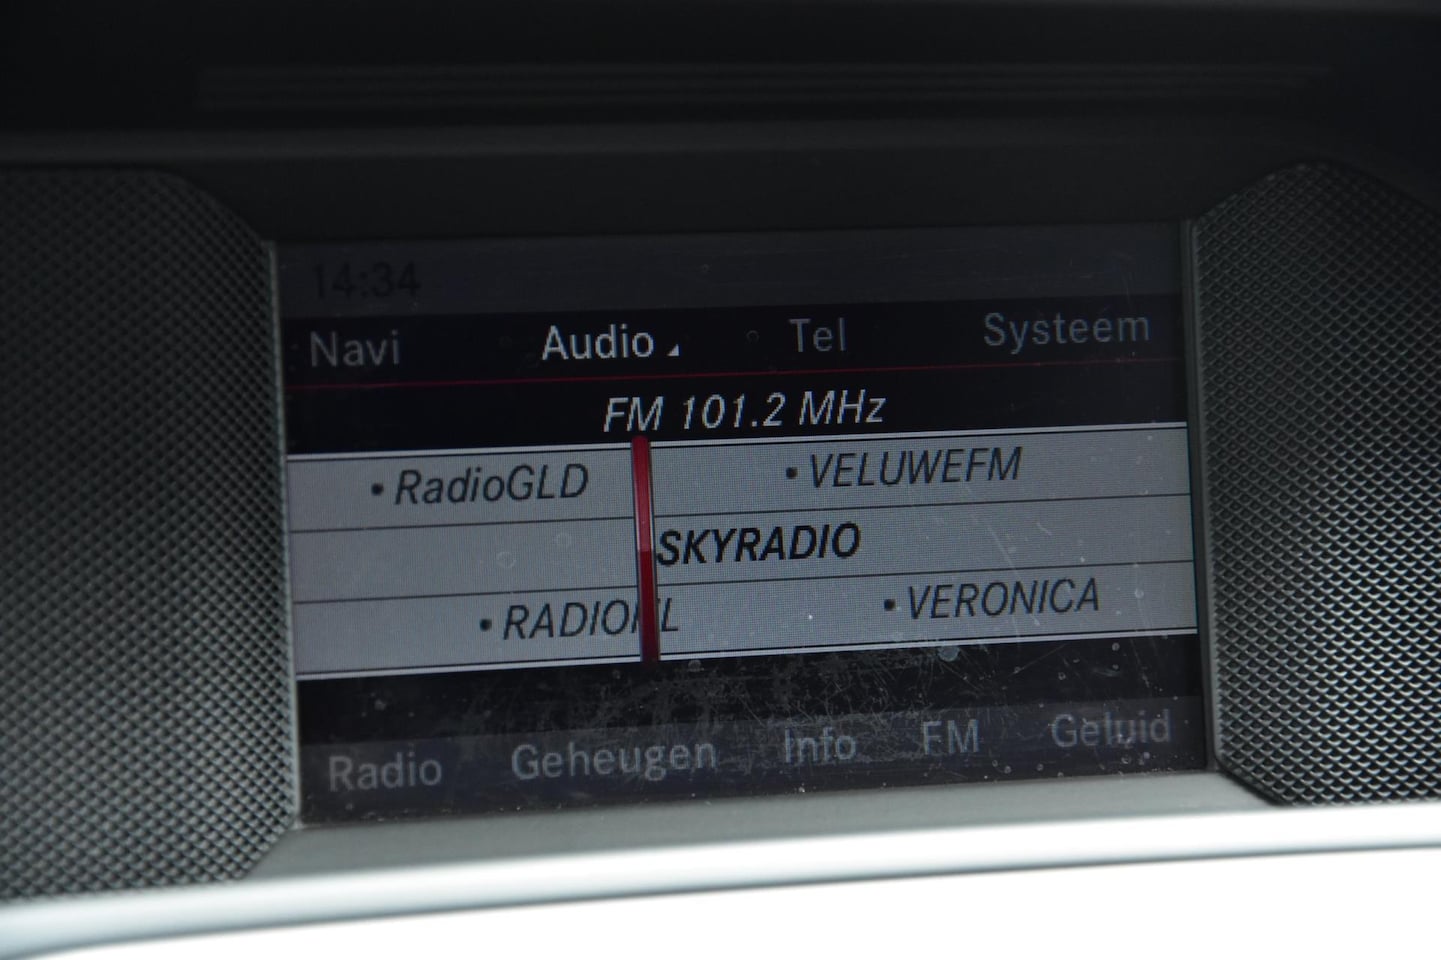 14:34
Navi Audio Tel Systeem
FM 101.2 MHz
• RadioGLD • VELUWEFM
SKYRADIO
• RADIONL • VERONICA
Radio Geheugen Info FM Geluid